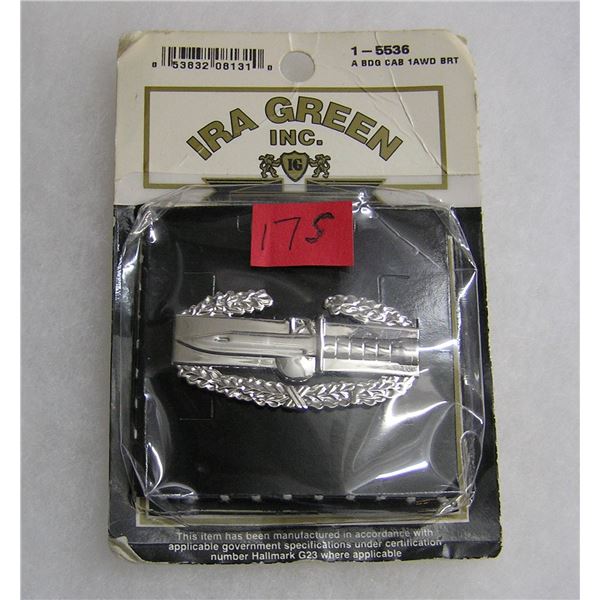 0 53832 08131 8
1-5536
A BDG CAB 1AWD BRT
IRA GREEN
INC.
IG
175
This item has been manufactured in accordance with
applicable government specifications under certification
number Hallmark G23 where applicable